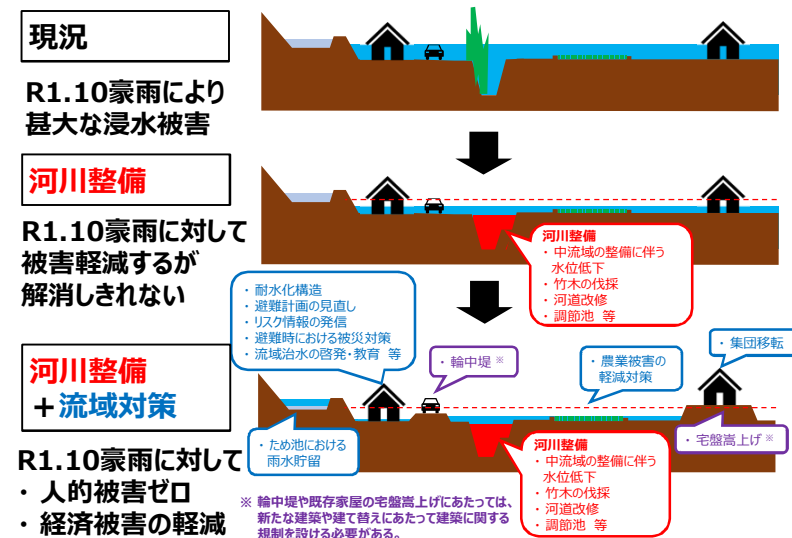 現況
R1.10豪雨により
甚大な浸水被害
河川整備
R1.10豪雨に対して
被害軽減するが
解消しきれない
河川整備
・ 中流域の整備に伴う
水位低下
・ 竹木の伐採
・ 河道改修
・ 調節池 等
・ 耐水化構造
・ 避難計画の見直し
・ リスク情報の発信
・ 避難時における被災対策
・ 流域治水の啓発・教育 等
・ 輪中堤 ※
・ 農業被害の
軽減対策
・ 集団移転
河川整備
＋流域対策
・ ため池における
雨水貯留
河川整備
・ 中流域の整備に伴う
水位低下
・ 竹木の伐採
・ 河道改修
・ 調節池 等
・ 宅盤嵩上げ ※
R1.10豪雨に対して
・ 人的被害ゼロ
・ 経済被害の軽減
※ 輪中堤や既存家屋の宅盤嵩上げにあたっては、
新たな建築や建て替えにあたって建築に関する
規制を設ける必要がある。